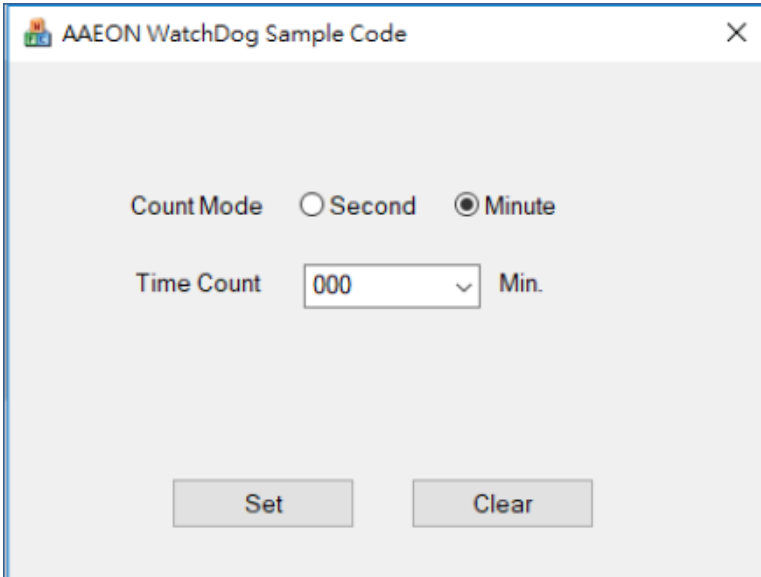 AAEON WatchDog Sample Code
Count Mode Second Minute
Time Count 000 Min.
Set Clear